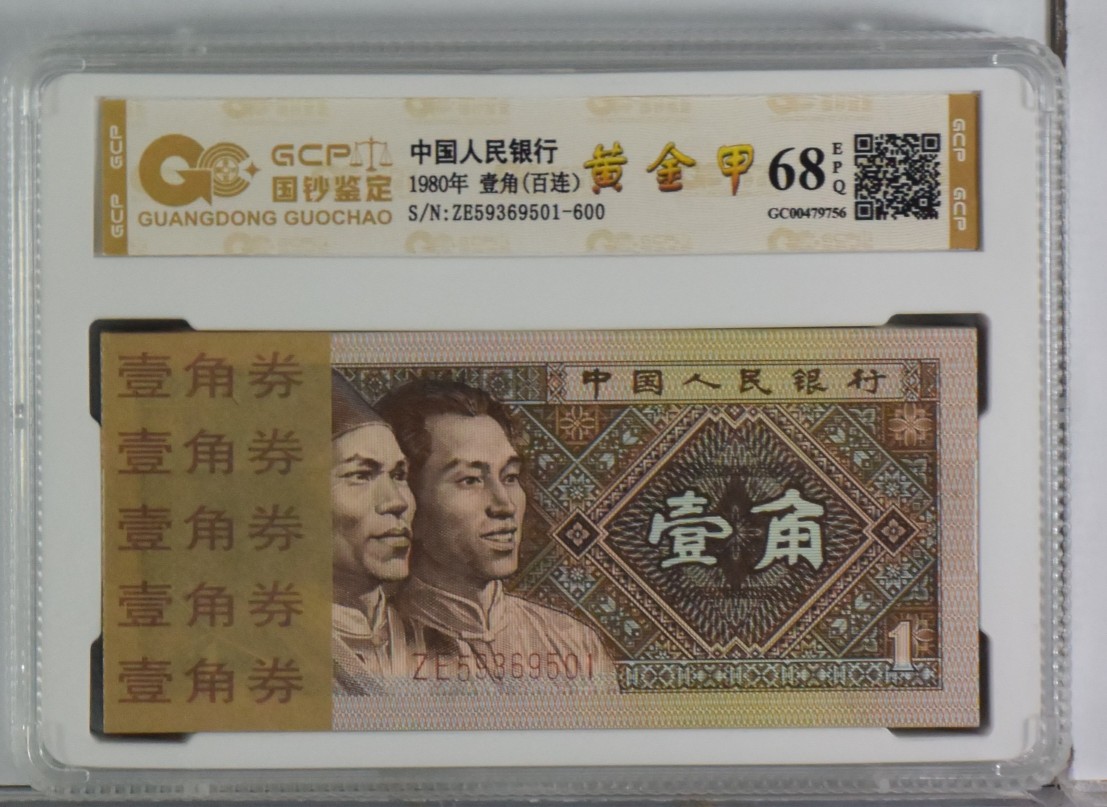 GCP
GCP
GCP
国钞鉴定
GUANGDONG GUOCHAO
中国人民银行
1980年 壹角(百连)
S/N:ZE59369501-600
黄金甲
68
EPQ
GC00479756
GCP
GCP
壹角券
壹角券
壹角券
壹角券
壹角券
中国人民银行
壹角
1
ZE59369501